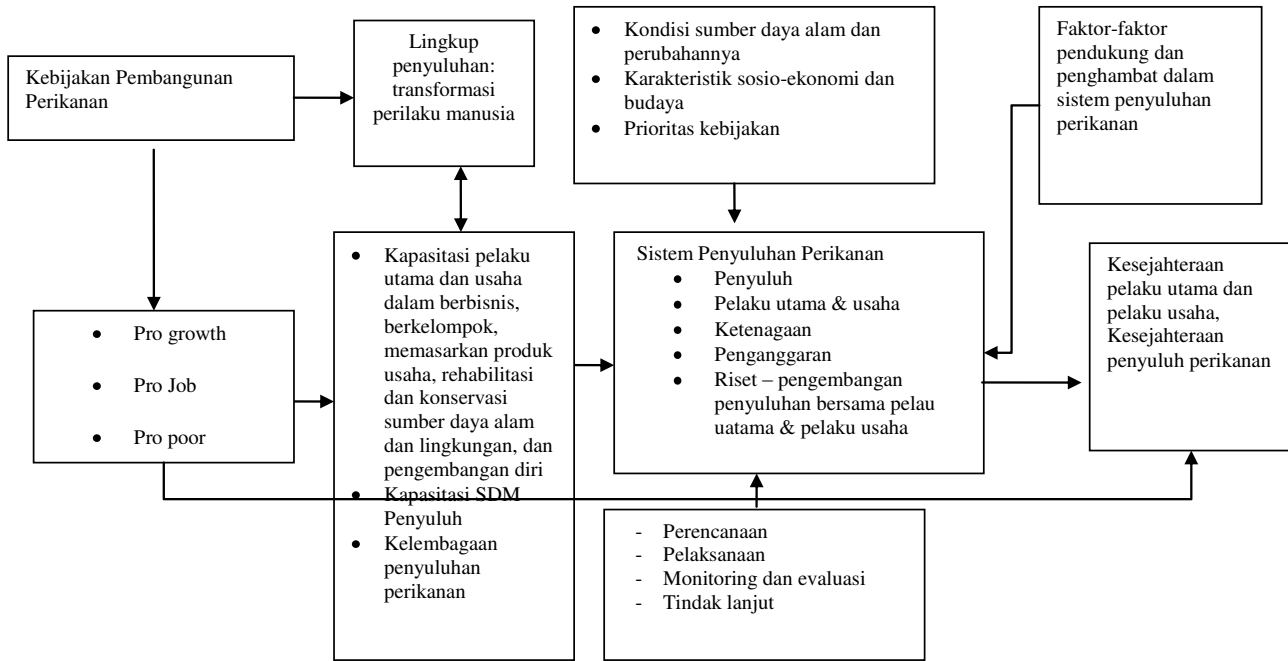 Kebijakan Pembangunan
Perikanan
Lingkup
penyuluhan:
transformasi
perilaku manusia
• Kondisi sumber daya alam dan
perubahannya
• Karakteristik sosio-ekonomi dan
budaya
• Prioritas kebijakan
Faktor-faktor
pendukung dan
penghambat dalam
sistem penyuluhan
perikanan
• Pro growth
• Pro Job
• Pro poor
• Kapasitasi pelaku
utama dan usaha
dalam berbisnis,
berkelompok,
memasarkan produk
usaha, rehabilitasi
dan konservasi
sumber daya alam
dan lingkungan, dan
pengembangan diri
• Kapasitasi SDM
Penyuluh
• Kelembagaan
penyuluhan
perikanan
Sistem Penyuluhan Perikanan
• Penyuluh
• Pelaku utama & usaha
• Ketenagaan
• Penganggaran
• Riset – pengembangan
penyuluhan bersama pelau
uatama & pelaku usaha
Kesejahteraan
pelaku utama dan
pelaku usaha,
Kesejahteraan
penyuluh perikanan
- Perencanaan
- Pelaksanaan
- Monitoring dan evaluasi
- Tindak lanjut